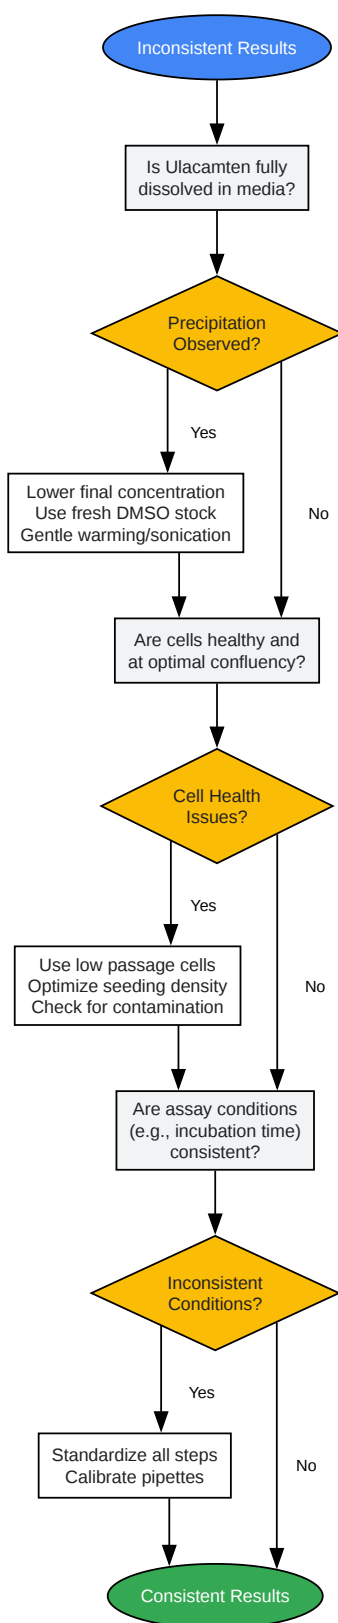 Inconsistent Results
Is Ulacamten fully
dissolved in media?
Precipitation
Observed?
Yes
Lower final concentration
Use fresh DMSO stock
Gentle warming/sonication
No
Are cells healthy and
at optimal confluency?
Cell Health
Issues?
Yes
Use low passage cells
Optimize seeding density
Check for contamination
No
Are assay conditions
(e.g., incubation time)
consistent?
Inconsistent
Conditions?
Yes
Standardize all steps
Calibrate pipettes
No
Consistent Results